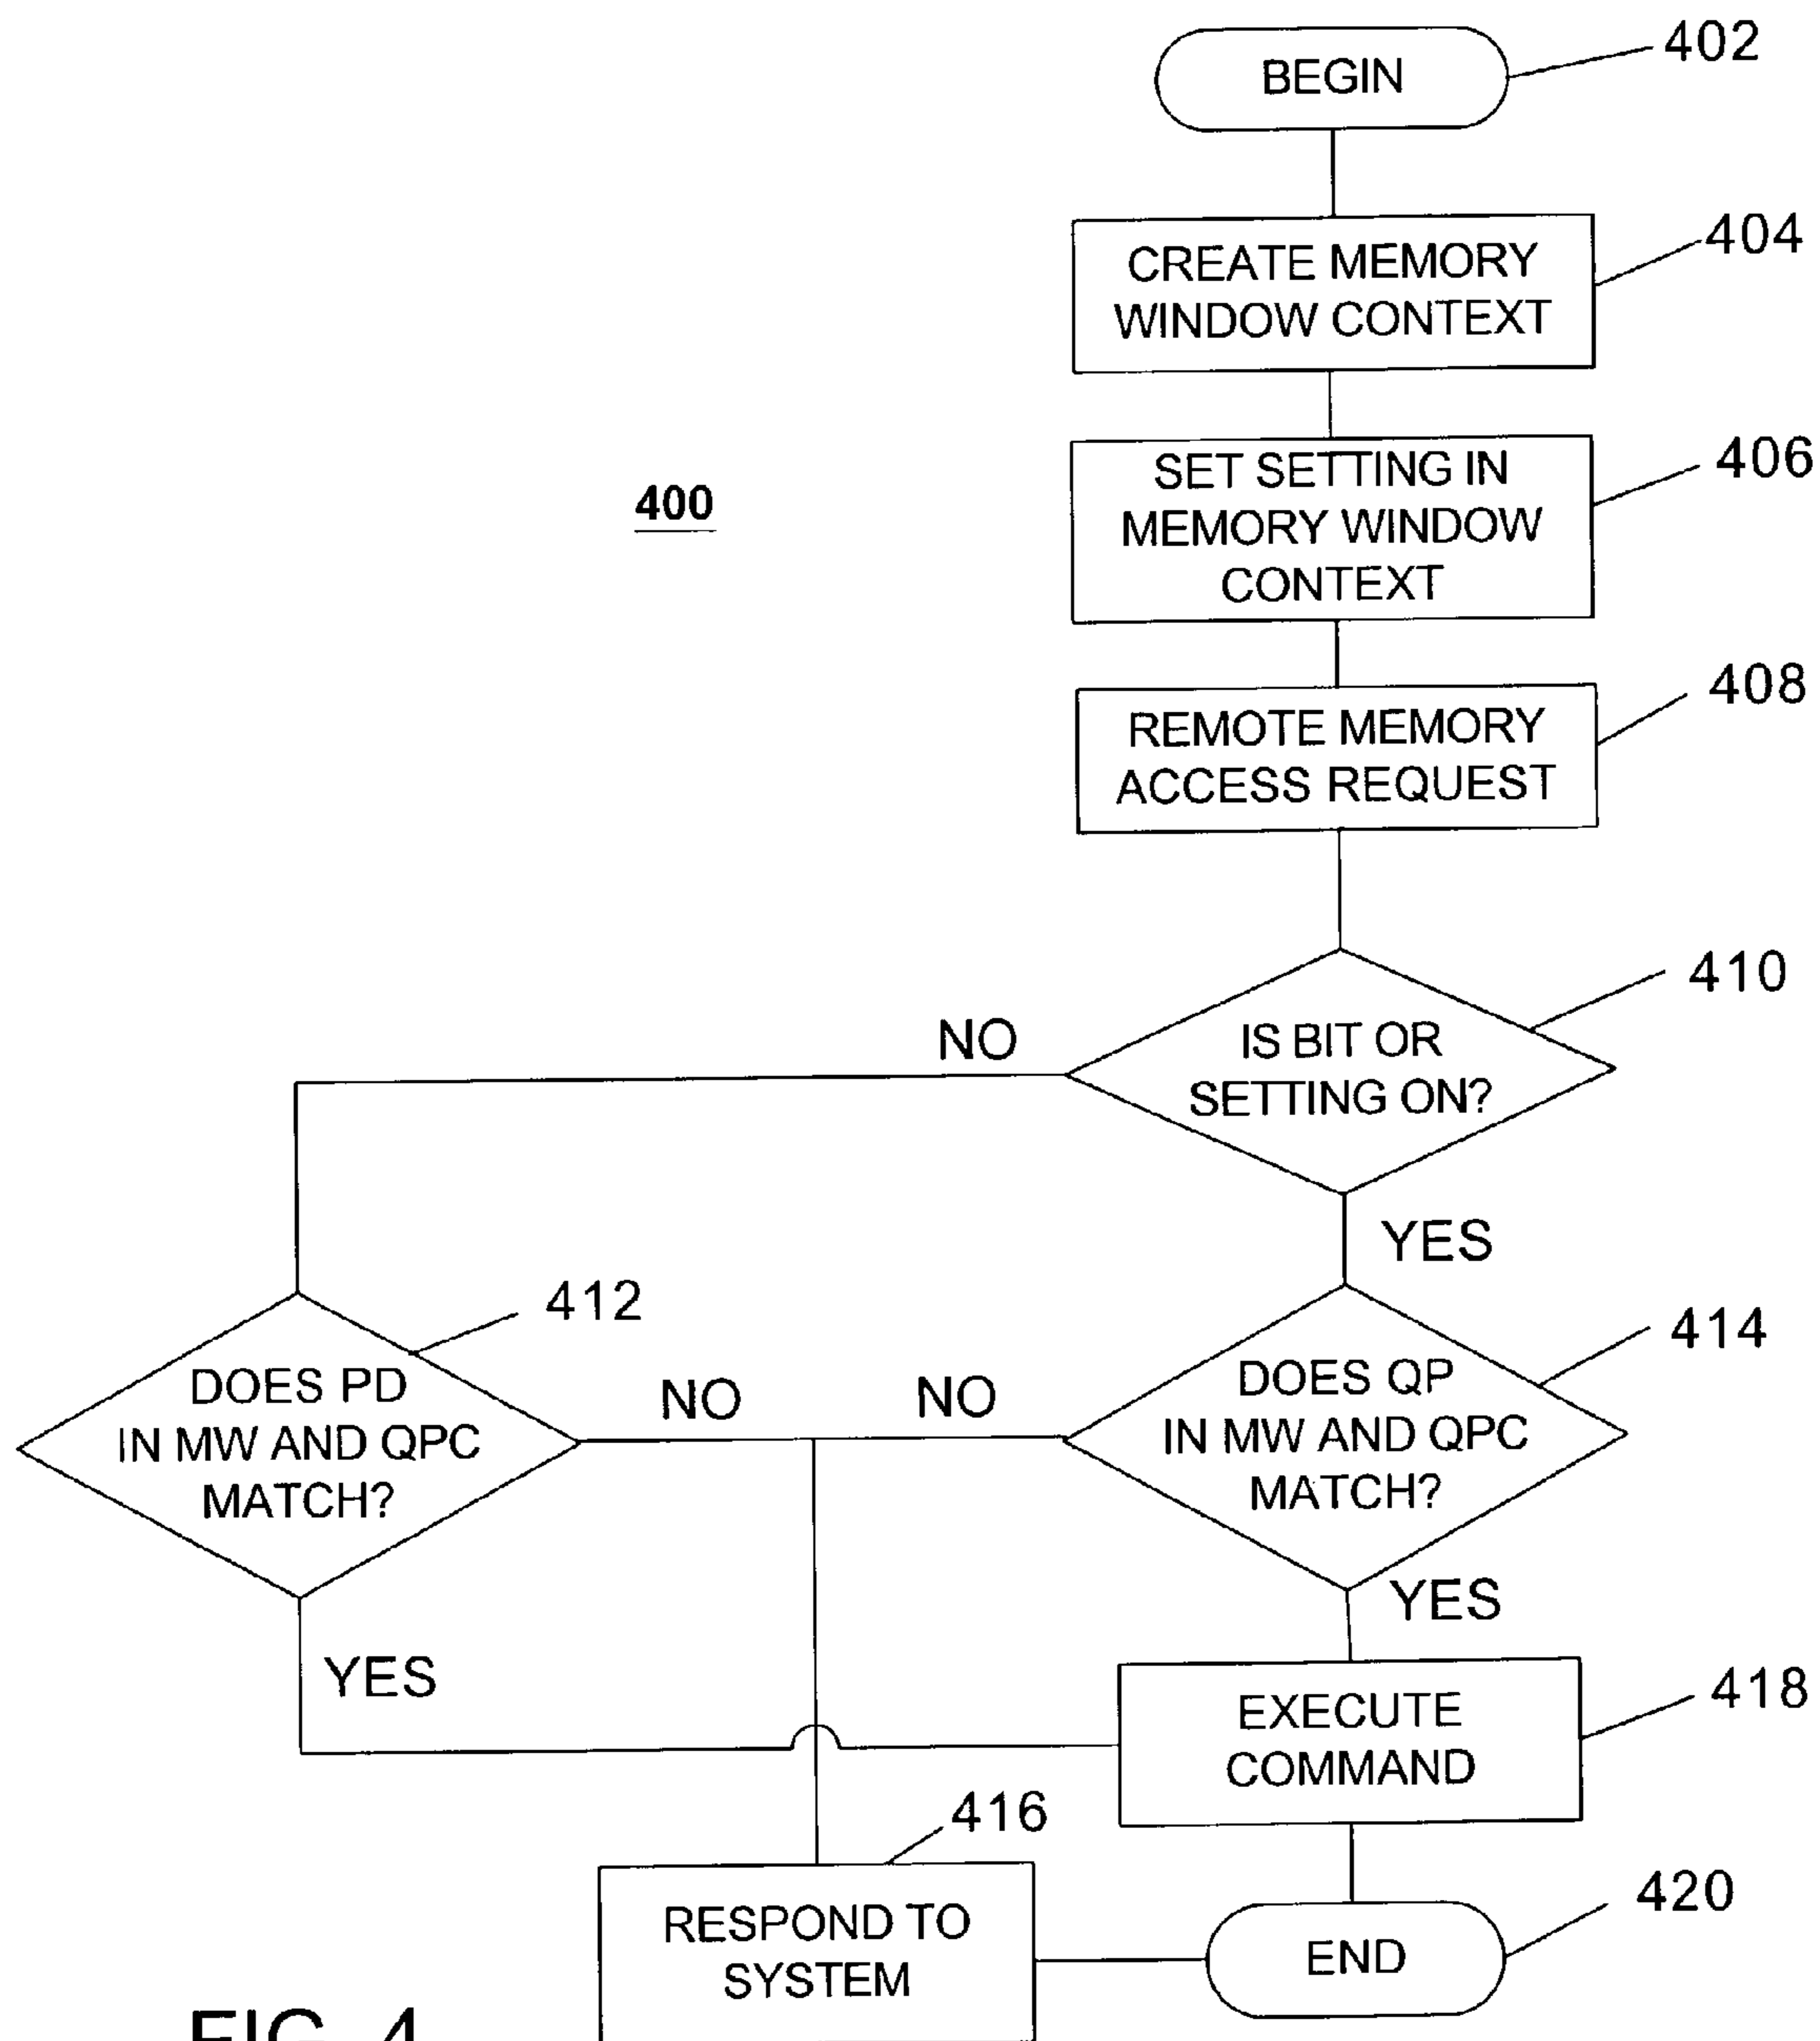 BEGIN
402
CREATE MEMORY
WINDOW CONTEXT
404
SET SETTING IN
MEMORY WINDOW
CONTEXT
406
400
REMOTE MEMORY
ACCESS REQUEST
408
IS BIT OR
SETTING ON?
410
NO
YES
DOES PD
IN MW AND QPC
MATCH?
412
NO
NO
DOES QP
IN MW AND QPC
MATCH?
414
YES
YES
EXECUTE
COMMAND
418
RESPOND TO
SYSTEM
416
END
420
FIG. 4